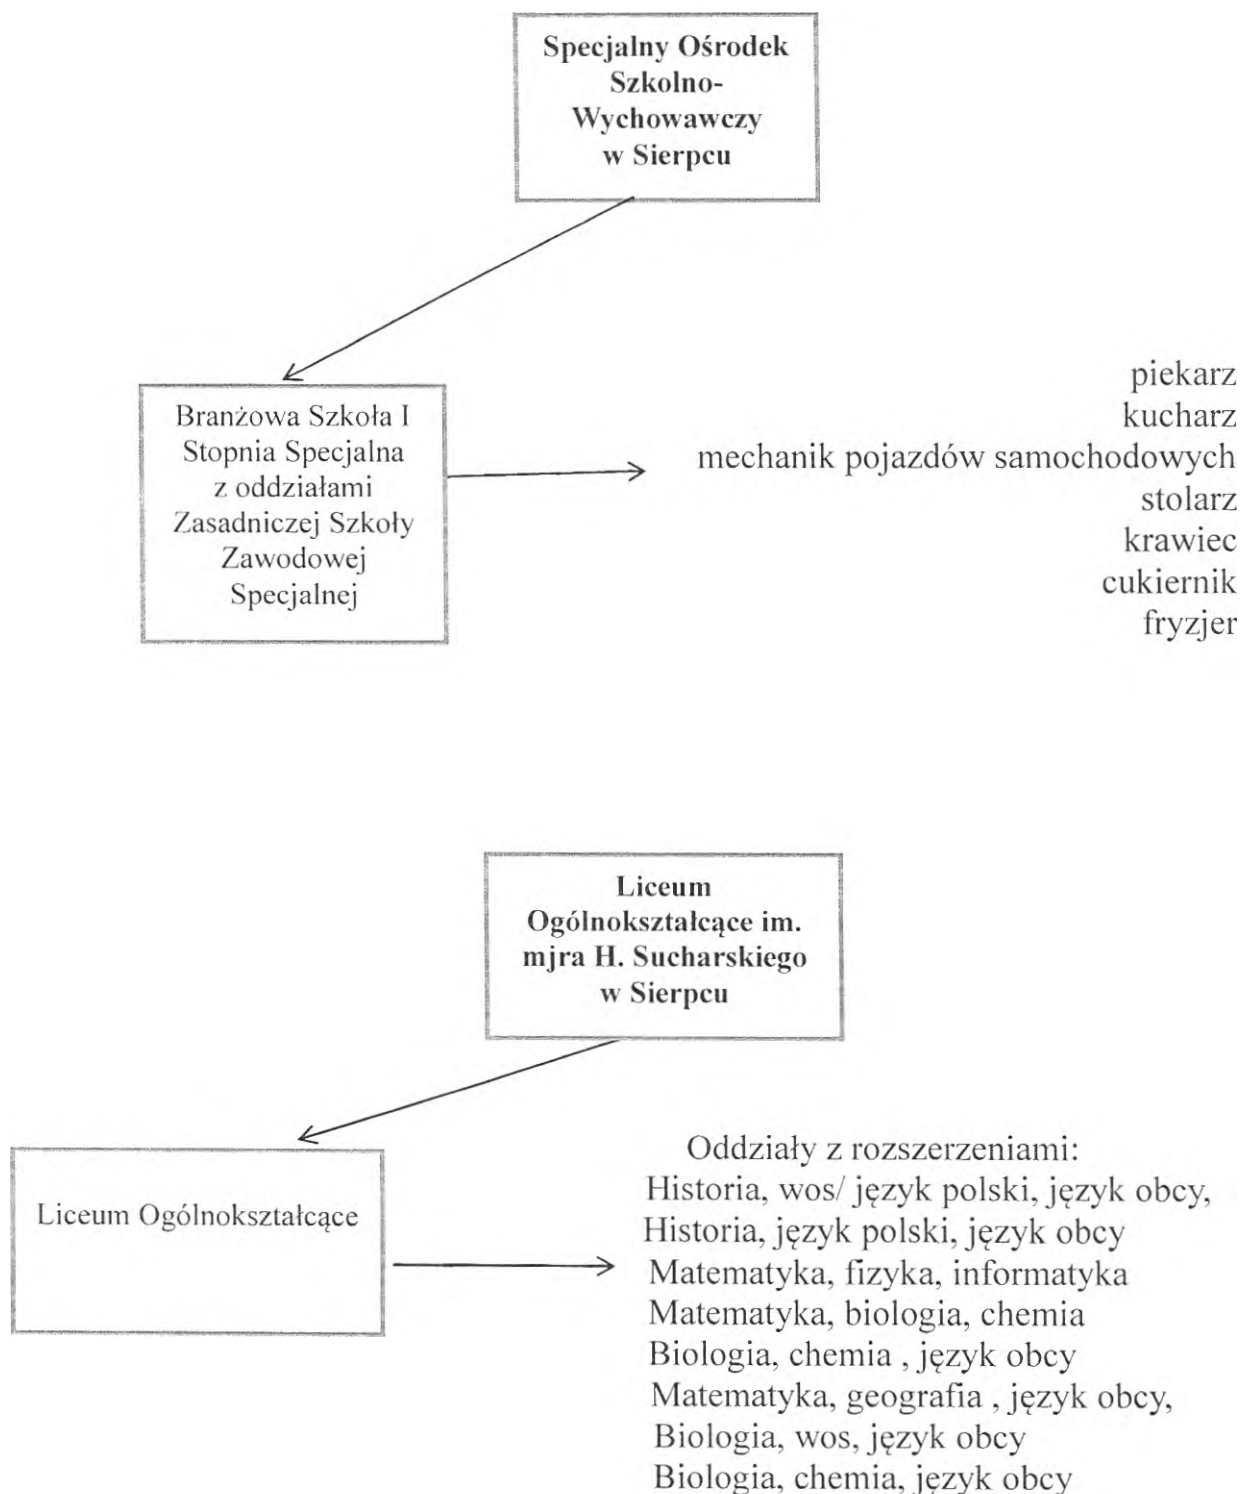 Specjalny Ośrodek
Szkolno-
Wychowawczy
w Sierpcu
Branżowa Szkoła I
Stopnia Specjalna
z oddziałami
Zasadniczej Szkoły
Zawodowej
Specjalnej
piekarz
kucharz
mechanik pojazdów samochodowych
stolarz
krawiec
cukiernik
fryzjer
Liceum
Ogólnokształcące im.
mjra H. Sucharskiego
w Sierpcu
Liceum Ogólnokształcące
Oddziały z rozszerzeniami:
Historia, wos/ język polski, język obcy,
Historia, język polski, język obcy
Matematyka, fizyka, informatyka
Matematyka, biologia, chemia
Biologia, chemia , język obcy
Matematyka, geografia , język obcy,
Biologia, wos, język obcy
Biologia, chemia, język obcy